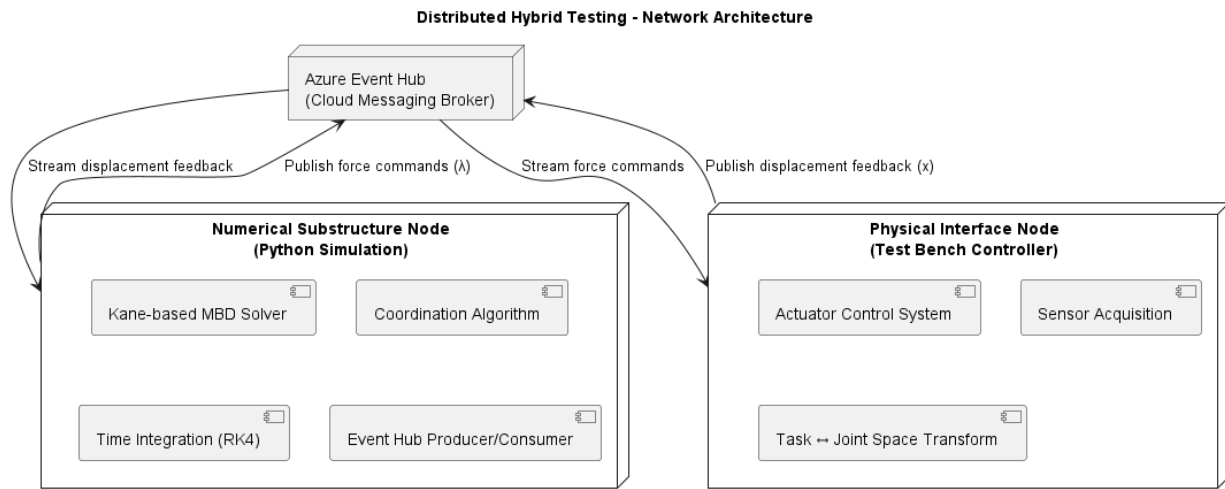 Distributed Hybrid Testing - Network Architecture
Azure Event Hub
(Cloud Messaging Broker)
Stream displacement feedback
Publish force commands (λ)
Stream force commands
Publish displacement feedback (x)
Numerical Substructure Node
(Python Simulation)
Kane-based MBD Solver
Coordination Algorithm
Time Integration (RK4)
Event Hub Producer/Consumer
Physical Interface Node
(Test Bench Controller)
Actuator Control System
Sensor Acquisition
Task ↔ Joint Space Transform